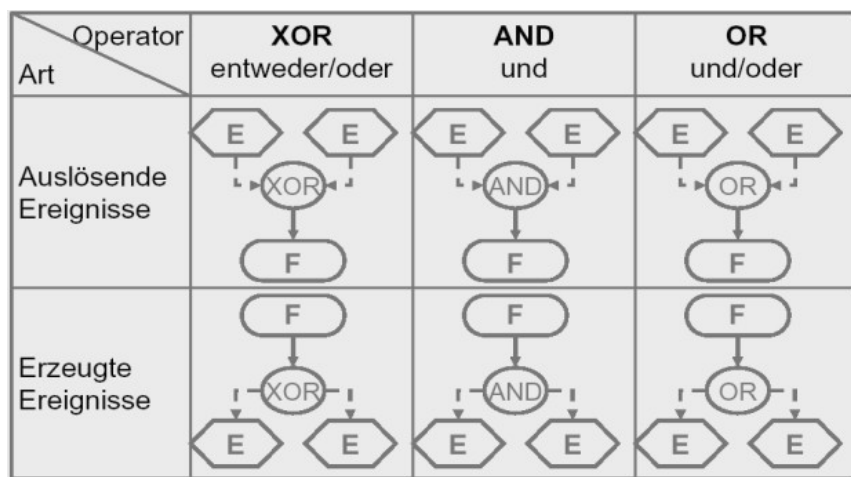 Operator
Art
XOR
entweder/oder
AND
und
OR
und/oder
Auslösende
Ereignisse
E E
XOR
F
E E
AND
F
E E
OR
F
Erzeugte
Ereignisse
F
XOR
E E
F
AND
E E
F
OR
E E